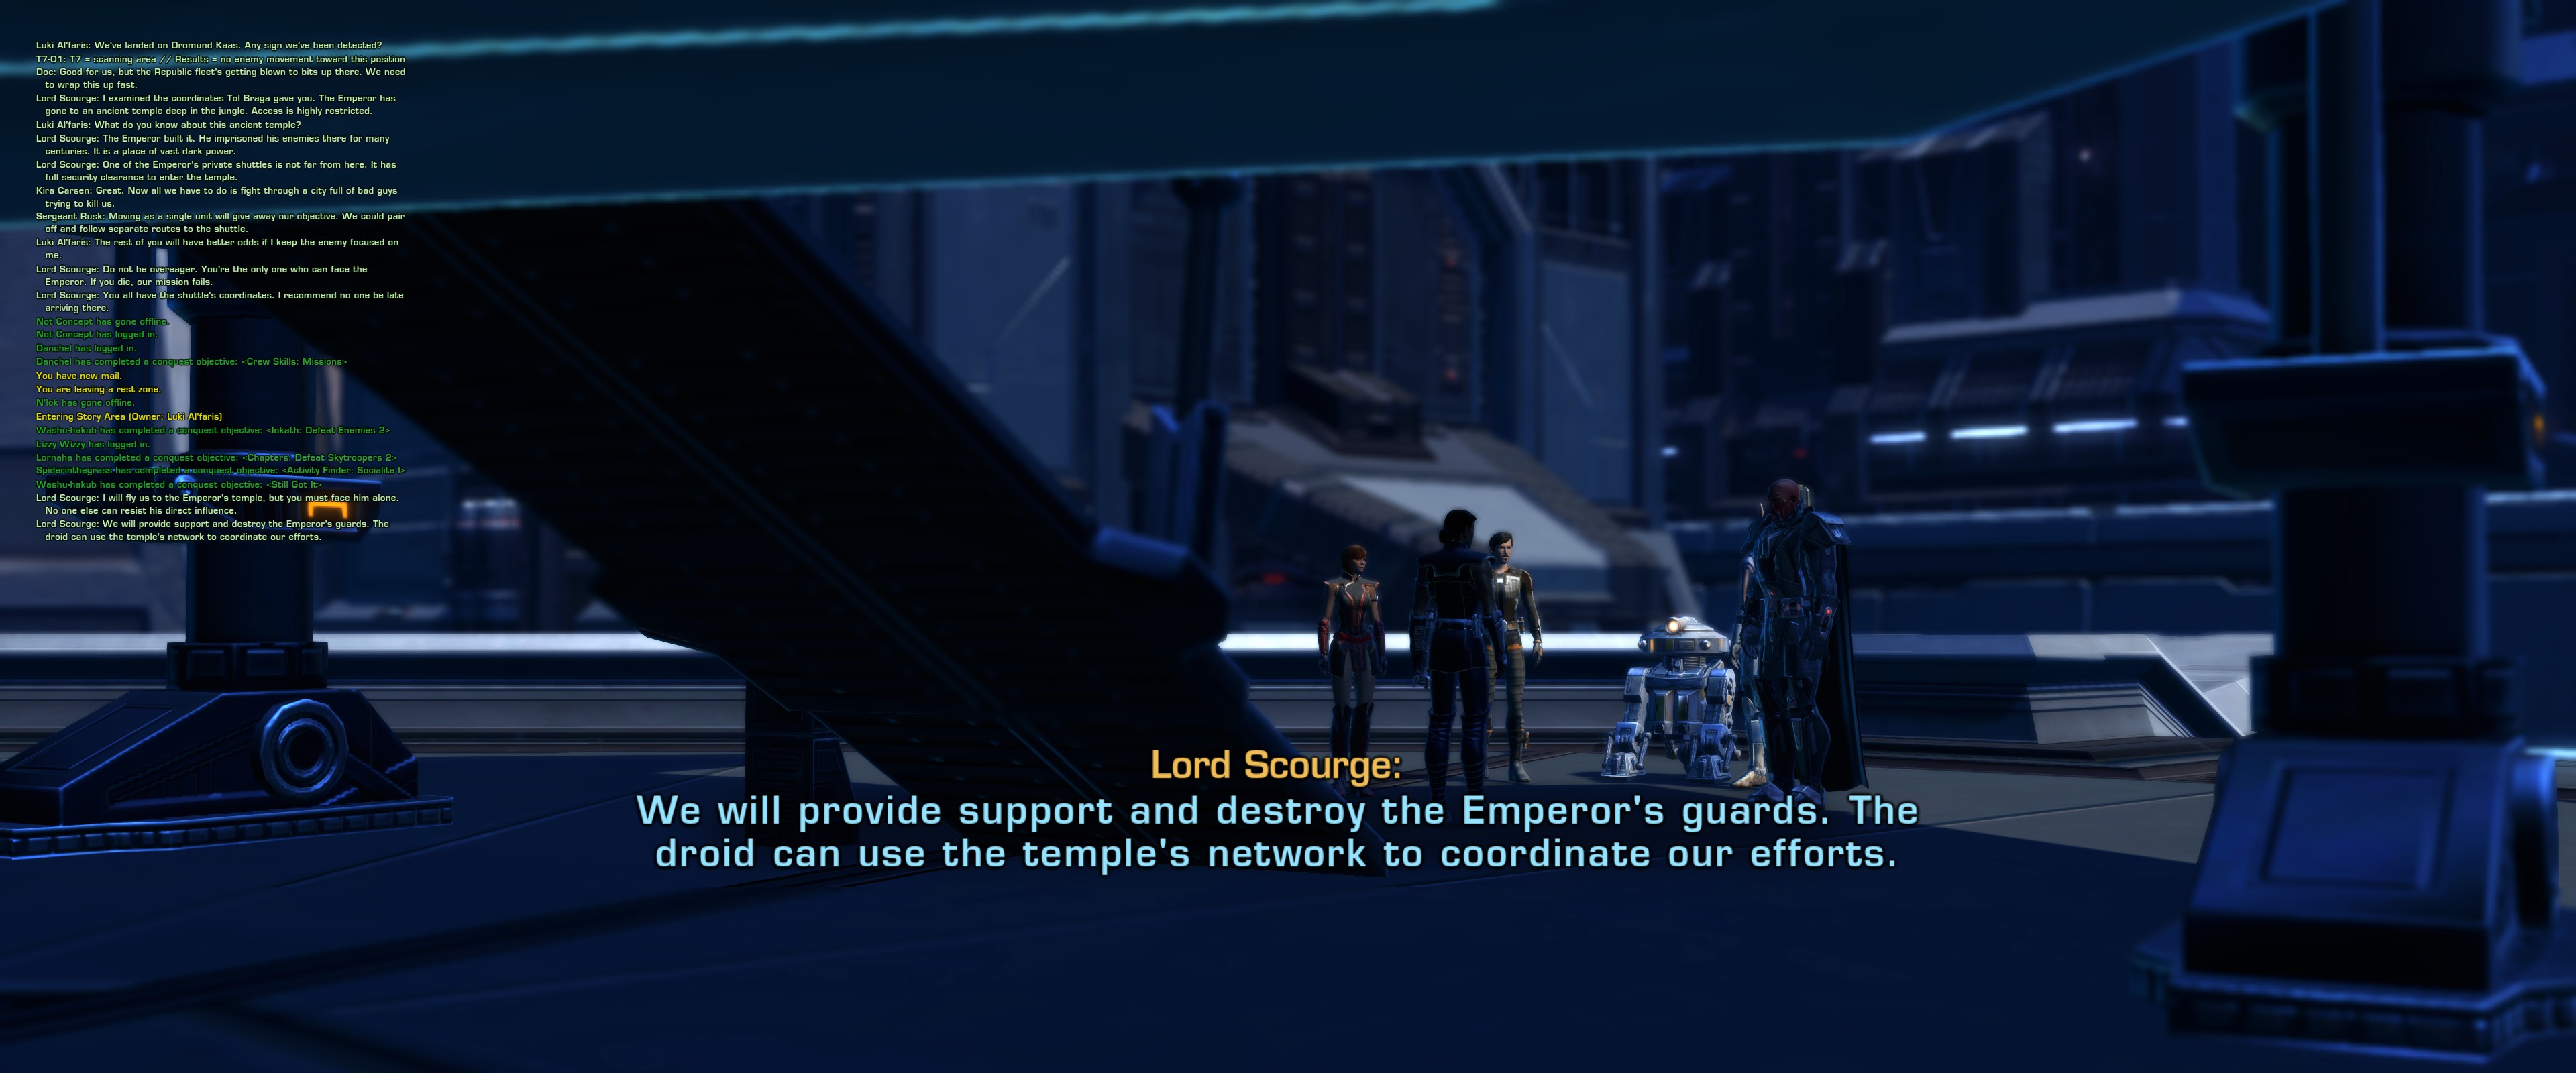 Luki Al'faris: We've landed on Dromund Kaas. Any sign we've been detected?
T7-O1: T7 = scanning area // Results = no enemy movement toward this position
Doc: Good for us, but the Republic fleet's getting blown to bits up there. We need
to wrap this up fast.
Lord Scourge: I examined the coordinates Tol Braga gave you. The Emperor has
gone to an ancient temple deep in the jungle. Access is highly restricted.
Luki Al'faris: What do you know about this ancient temple?
Lord Scourge: The Emperor built it. He imprisoned his enemies there for many
centuries. It is a place of vast dark power.
Lord Scourge: One of the Emperor's private shuttles is not far from here. It has
full security clearance to enter the temple.
Kira Carsen: Great. Now all we have to do is fight through a city full of bad guys
trying to kill us.
Sergeant Rusk: Moving as a single unit will give away our objective. We could pair
off and follow separate routes to the shuttle.
Luki Al'faris: The rest of you will have better odds if I keep the enemy focused on
me.
Lord Scourge: Do not be overeager. You're the only one who can face the
Emperor. If you die, our mission fails.
Lord Scourge: You all have the shuttle's coordinates. I recommend no one be late
arriving there.
Not Concept has gone offline.
Not Concept has logged in.
Danchel has logged in.
Danchel has completed a conquest objective: <Crew Skills: Missions>
You have new mail.
You are leaving a rest zone.
N'lok has gone offline.
Entering Story Area (Owner: Luki Al'faris)
Washu-hakub has completed a conquest objective: <Iokath: Defeat Enemies 2>
Lizzy Wizzy has logged in.
Lornaha has completed a conquest objective: <Chapters: Defeat Skytroopers 2>
Spiderinthegrass has completed a conquest objective: <Activity Finder: Socialite I>
Washu-hakub has completed a conquest objective: <Still Got It>
Lord Scourge: I will fly us to the Emperor's temple, but you must face him alone.
No one else can resist his direct influence.
Lord Scourge: We will provide support and destroy the Emperor's guards. The
droid can use the temple's network to coordinate our efforts.
Lord Scourge:
We will provide support and destroy the Emperor's guards. The
droid can use the temple's network to coordinate our efforts.